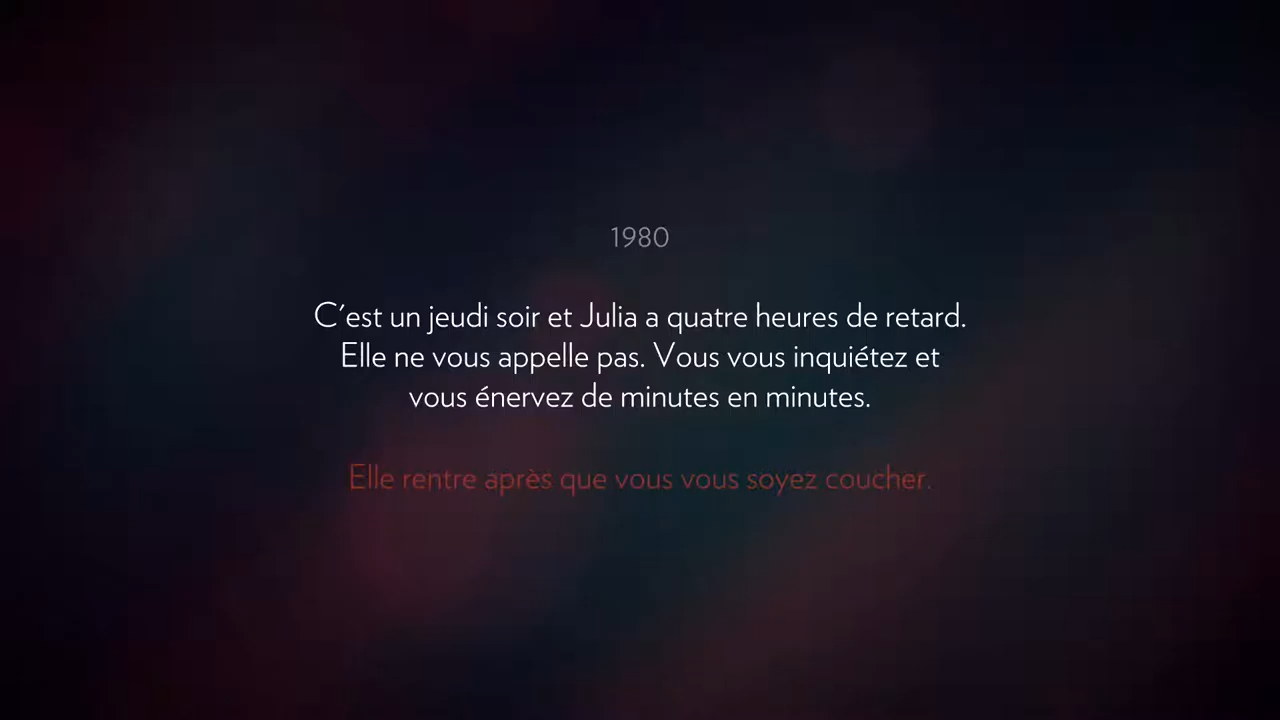 1980
C'est un jeudi soir et Julia a quatre heures de retard.
Elle ne vous appelle pas. Vous vous inquiétez et
vous énervez de minutes en minutes.
Elle rentre après que vous vous soyez coucher.